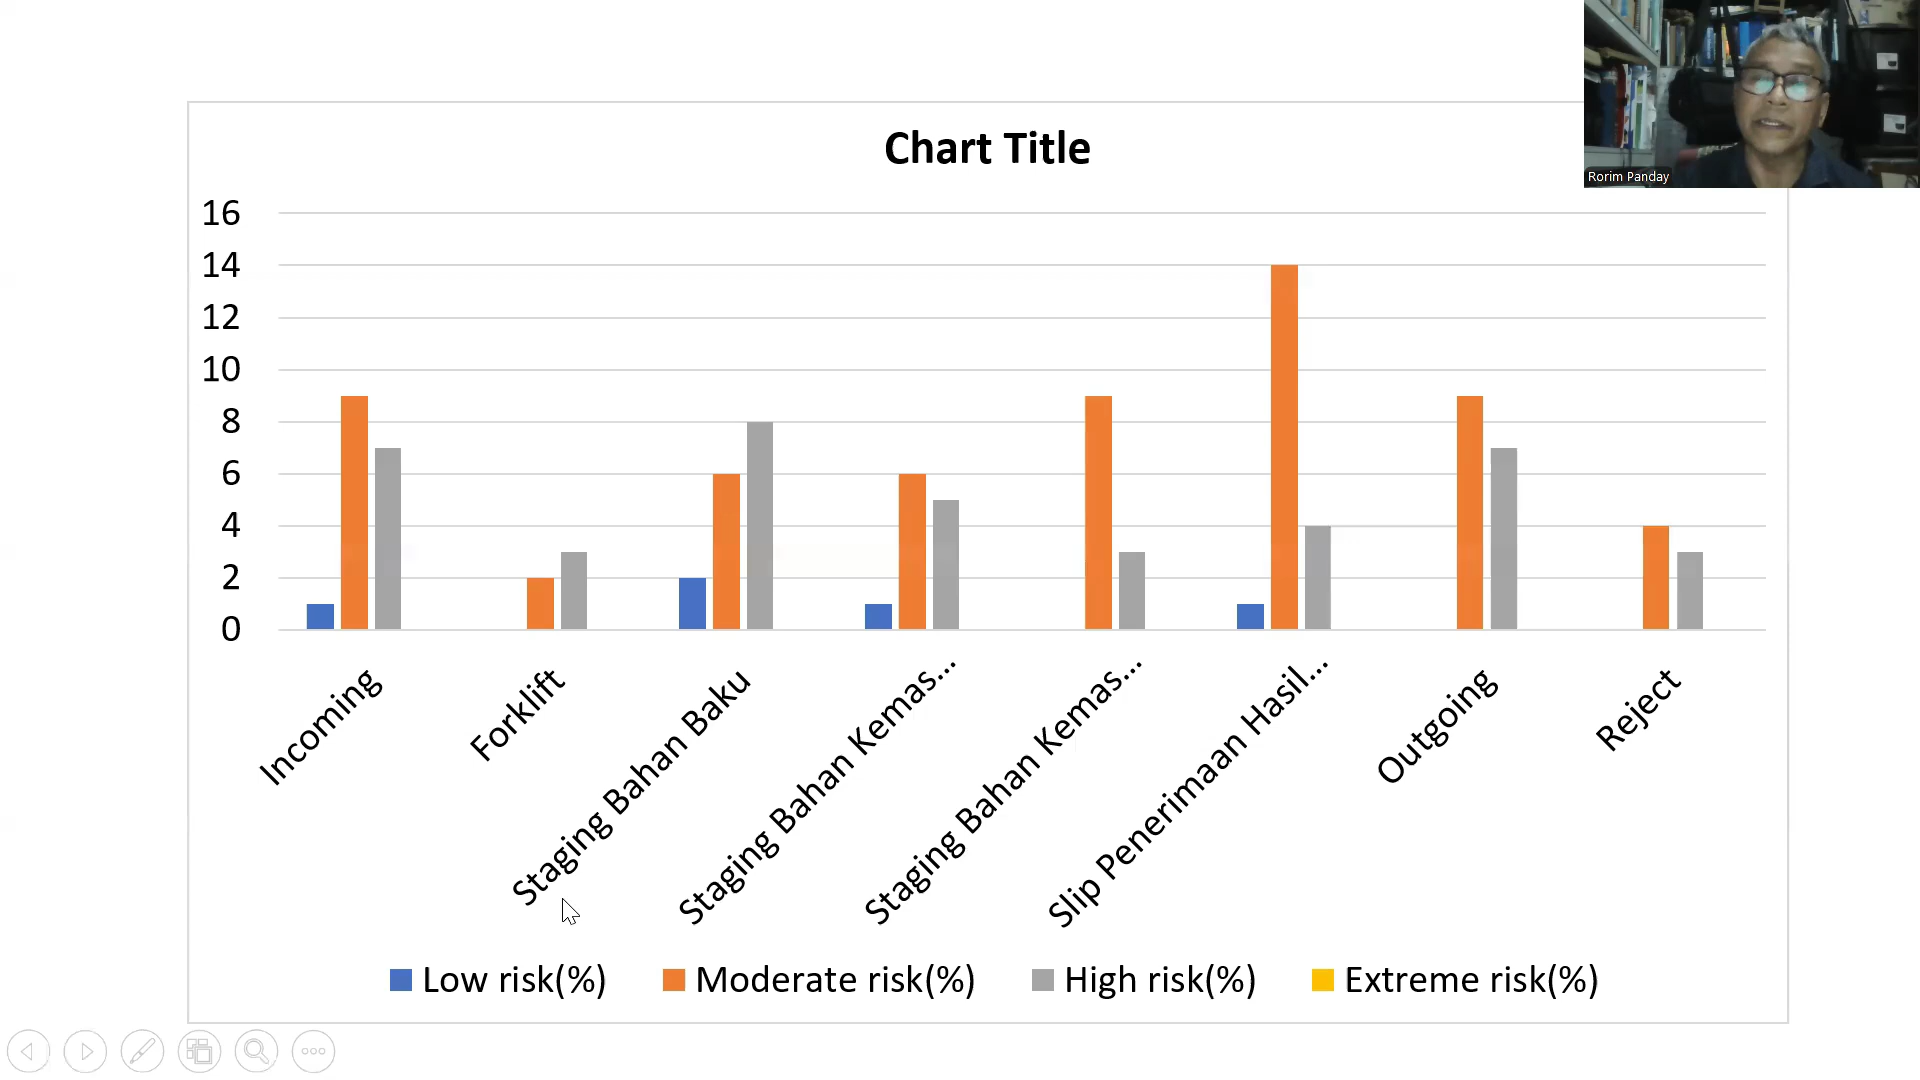 Rorim Panday
Chart Title
16
14
12
10
8
6
4
2
0
Incoming
Forklift
Staging Bahan Baku
Staging Bahan Kemas...
Staging Bahan Kemas...
Slip Penerimaan Hasil...
Outgoing
Reject
Low risk(%) Moderate risk(%) High risk(%) Extreme risk(%)